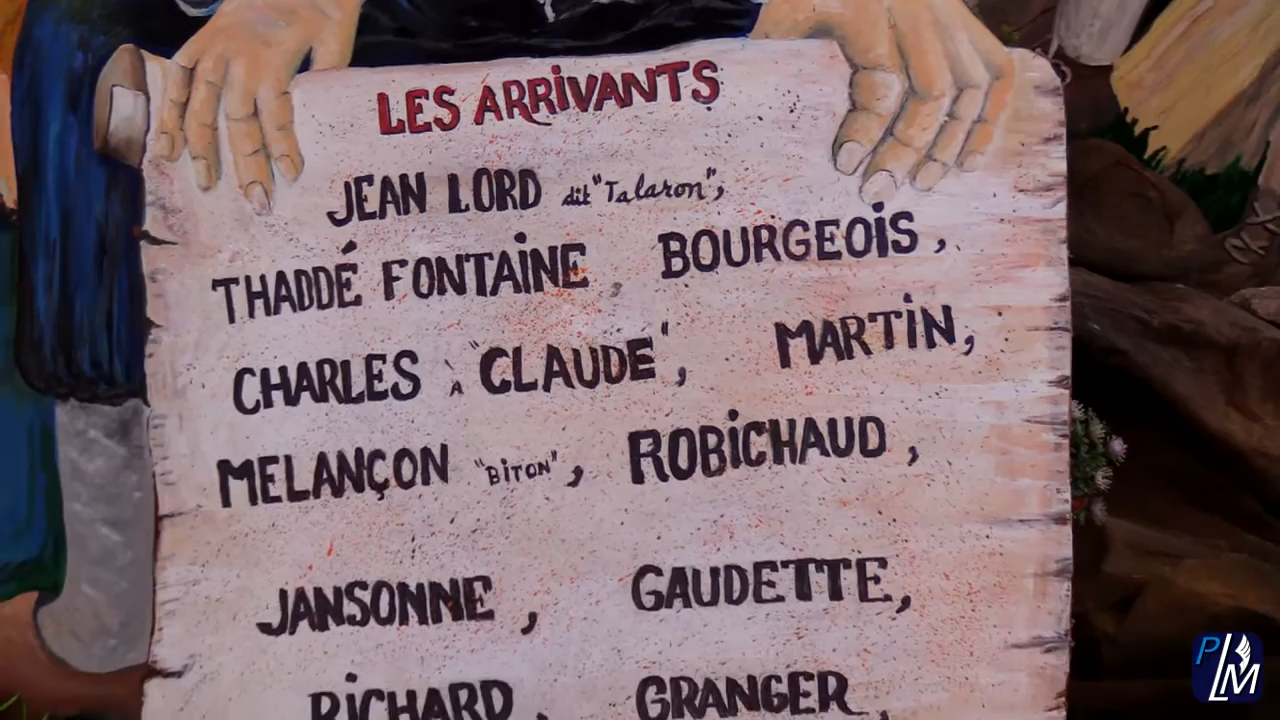 LES ARRIVANTS
JEAN LORD dit "Talaron",
THADDÉ FONTAINE, BOURGEOIS,
CHARLES À "CLAUDE", MARTIN,
MELANÇON "BITON", ROBICHAUD,
JANSONNE, GAUDETTE,
RICHARD, GRANGER,
PLM